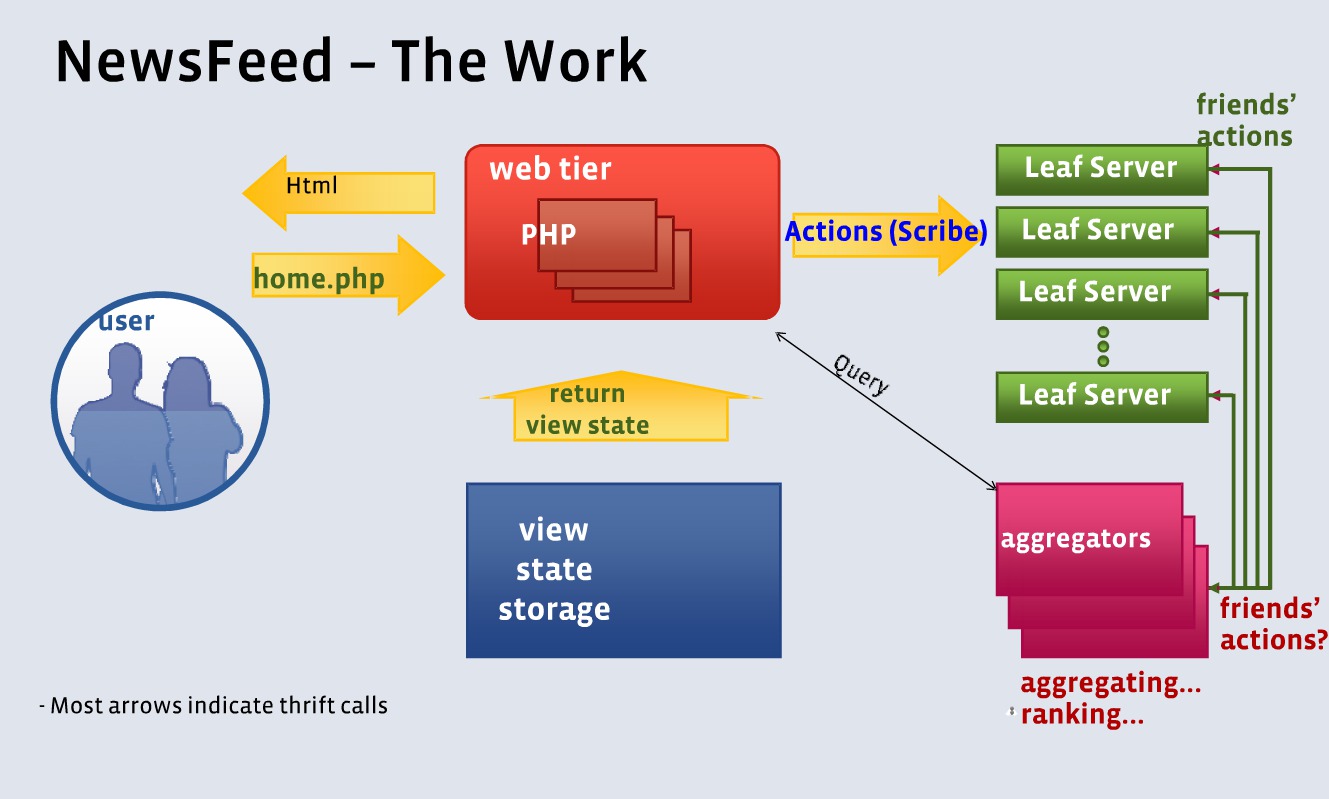 NewsFeed – The Work
friends’
actions
web tier
Leaf Server
Html
PHP
Actions (Scribe)
Leaf Server
home.php
Leaf Server
user
Query
return
view state
Leaf Server
view
state
storage
aggregators
friends’
actions?
aggregating...
ranking...
- Most arrows indicate thrift calls